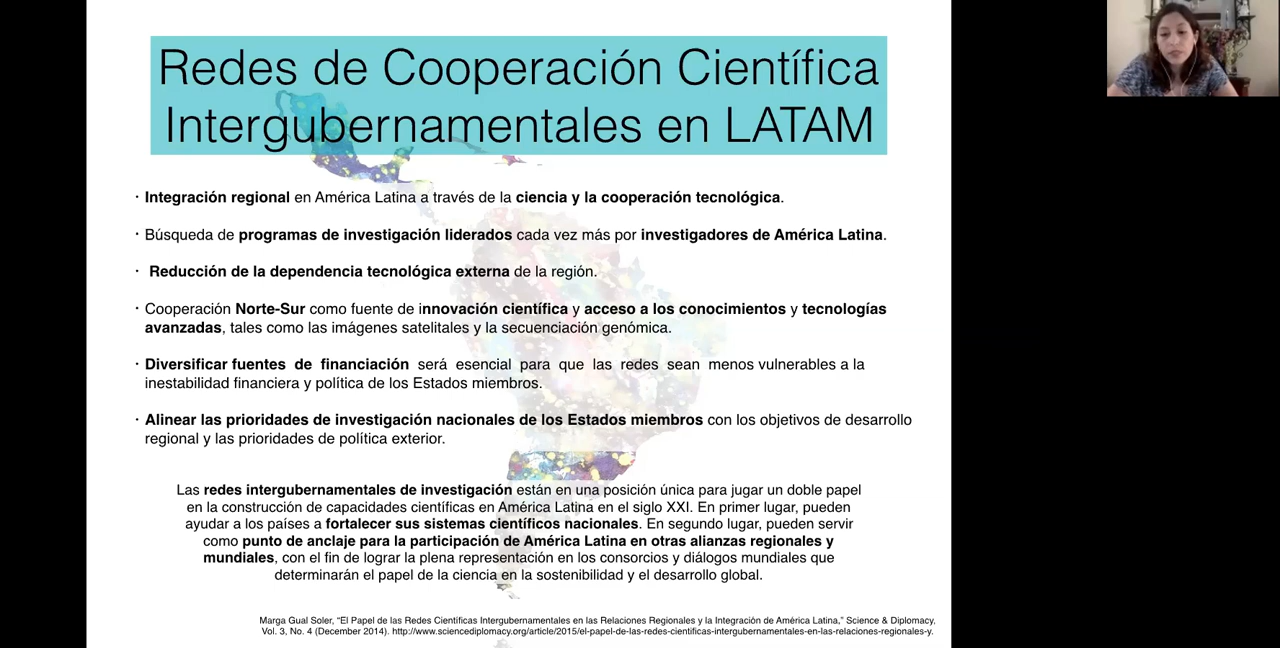 Redes de Cooperación Científica
Intergubernamentales en LATAM
· Integración regional en América Latina a través de la ciencia y la cooperación tecnológica.
· Búsqueda de programas de investigación liderados cada vez más por investigadores de América Latina.
· Reducción de la dependencia tecnológica externa de la región.
· Cooperación Norte-Sur como fuente de innovación científica y acceso a los conocimientos y tecnologías
avanzadas, tales como las imágenes satelitales y la secuenciación genómica.
· Diversificar fuentes de financiación será esencial para que las redes sean menos vulnerables a la
inestabilidad financiera y política de los Estados miembros.
· Alinear las prioridades de investigación nacionales de los Estados miembros con los objetivos de desarrollo
regional y las prioridades de política exterior.
Las redes intergubernamentales de investigación están en una posición única para jugar un doble papel
en la construcción de capacidades científicas en América Latina en el siglo XXI. En primer lugar, pueden
ayudar a los países a fortalecer sus sistemas científicos nacionales. En segundo lugar, pueden servir
como punto de anclaje para la participación de América Latina en otras alianzas regionales y
mundiales, con el fin de lograr la plena representación en los consorcios y diálogos mundiales que
determinarán el papel de la ciencia en la sostenibilidad y el desarrollo global.
Marga Gual Soler, “El Papel de las Redes Científicas Intergubernamentales en las Relaciones Regionales y la Integración de América Latina,” Science & Diplomacy,
Vol. 3, No. 4 (December 2014). http://www.sciencediplomacy.org/article/2015/el-papel-de-las-redes-cientificas-intergubernamentales-en-las-relaciones-regionales-y.